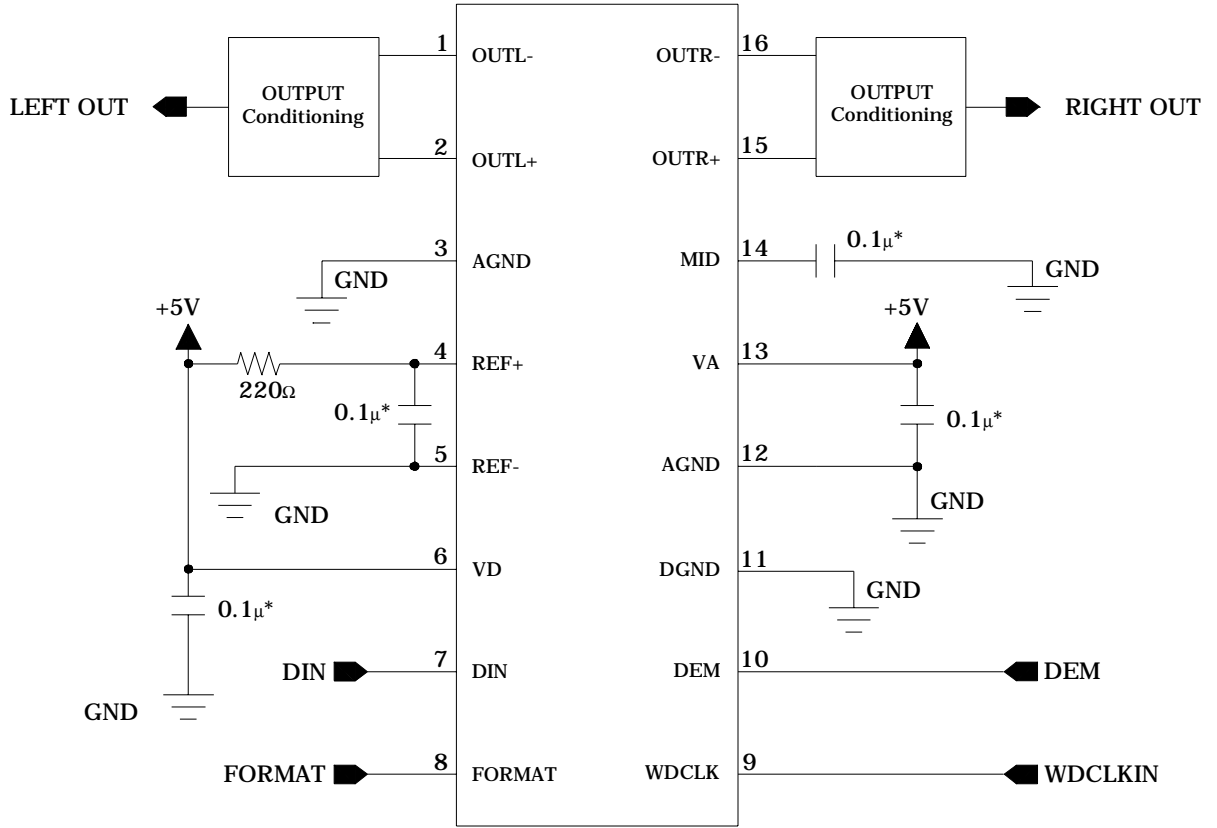 1 16
OUTL- OUTR-
OUTPUT
Conditioning
OUTPUT
Conditioning
LEFT OUT RIGHT OUT
2 15
OUTL+ OUTR+
3 14 0.1µ*
AGND MID
GND GND
+5V +5V
4 13
REF+ VA
220Ω
0.1µ* 0.1µ*
5 12
REF- AGND
GND GND
6 11
VD DGND
0.1µ* GND
7 10
DIN DIN DEM DEM
GND
8 9
FORMAT FORMAT WDCLK WDCLKIN